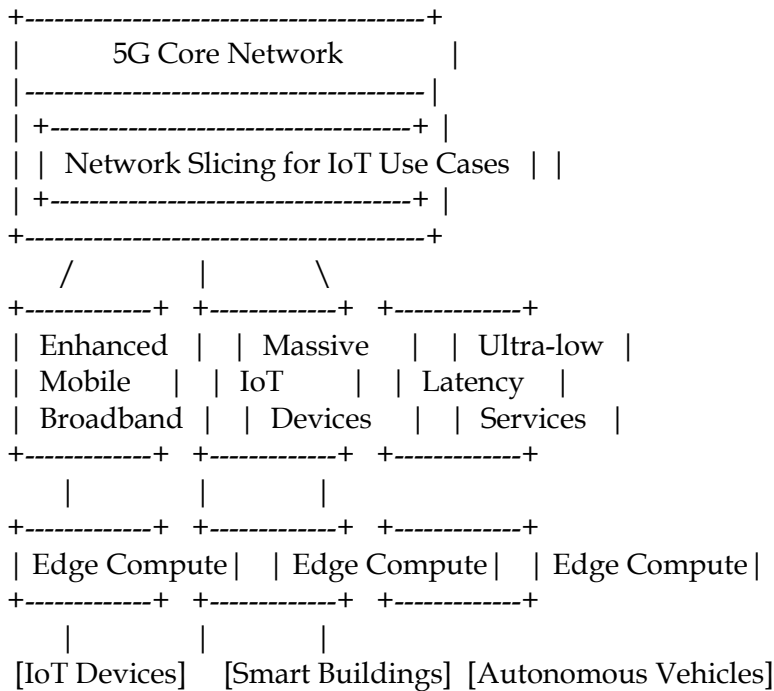 5G Core Network
Network Slicing for IoT Use Cases
Enhanced Massive Ultra-low
Mobile IoT Latency
Broadband Devices Services
Edge Compute Edge Compute Edge Compute
[IoT Devices] [Smart Buildings] [Autonomous Vehicles]